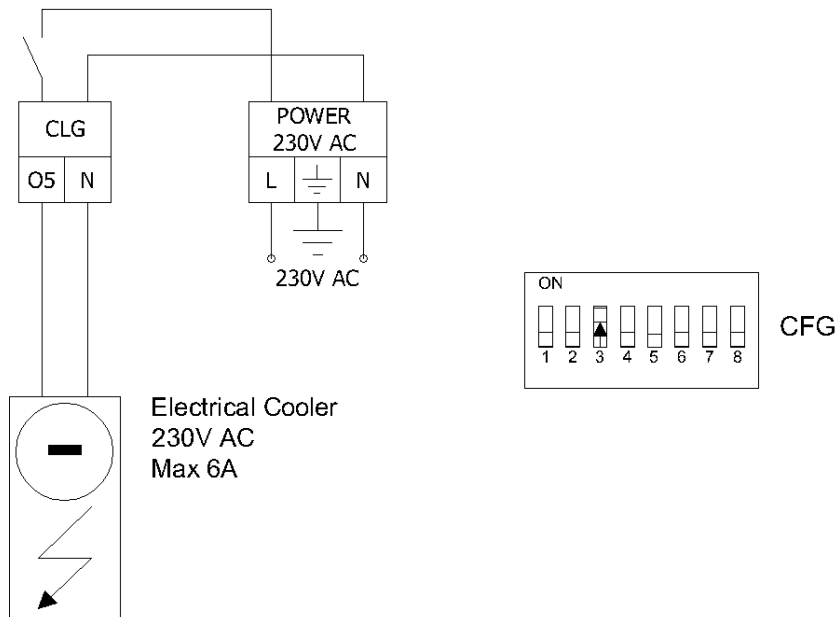 CLG
O5 N
POWER
230V AC
L N
230V AC
Electrical Cooler
230V AC
Max 6A
ON
1 2 3 4 5 6 7 8
CFG